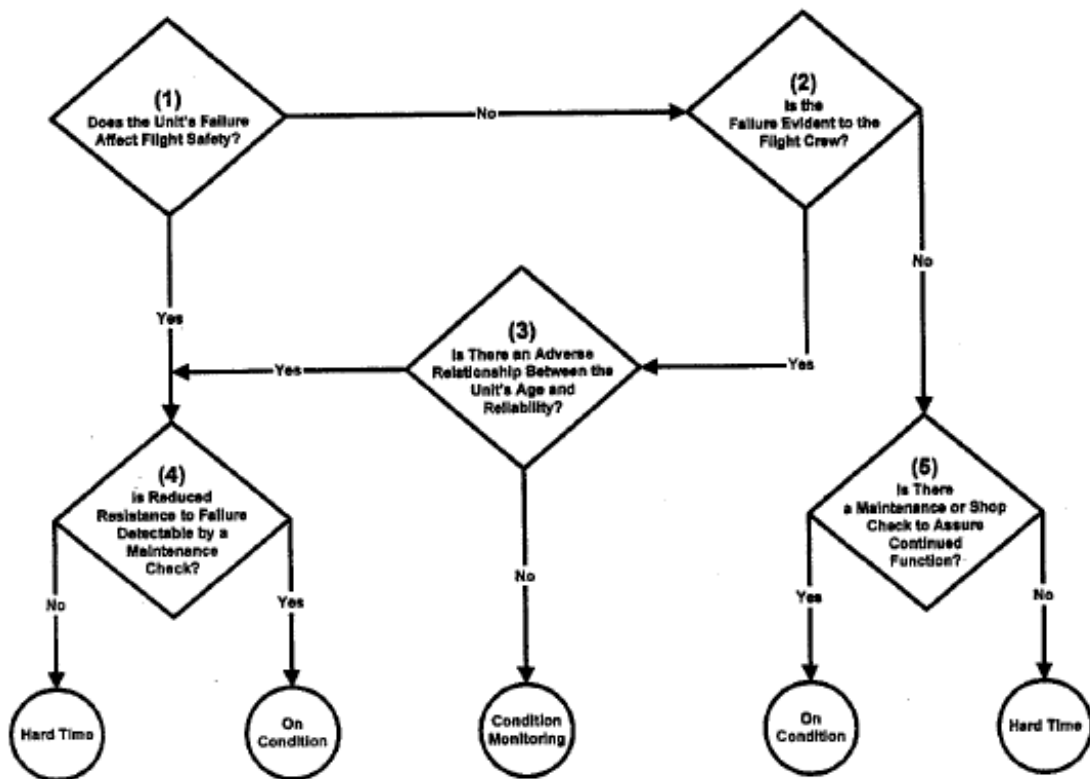 (1)
Does the Unit's Failure
Affect Flight Safety?
No
(2)
Is the
Failure Evident to the
Flight Crew?
Yes
No
(3)
Is There an Adverse
Relationship Between the
Unit's Age and
Reliability?
Yes
Yes
(4)
Is Reduced
Resistance to Failure
Detectable by a
Maintenance
Check?
(5)
Is There
a Maintenance or Shop
Check to Assure
Continued
Function?
No
Yes
No
Yes
No
Hard Time
On
Condition
Condition
Monitoring
On
Condition
Hard Time